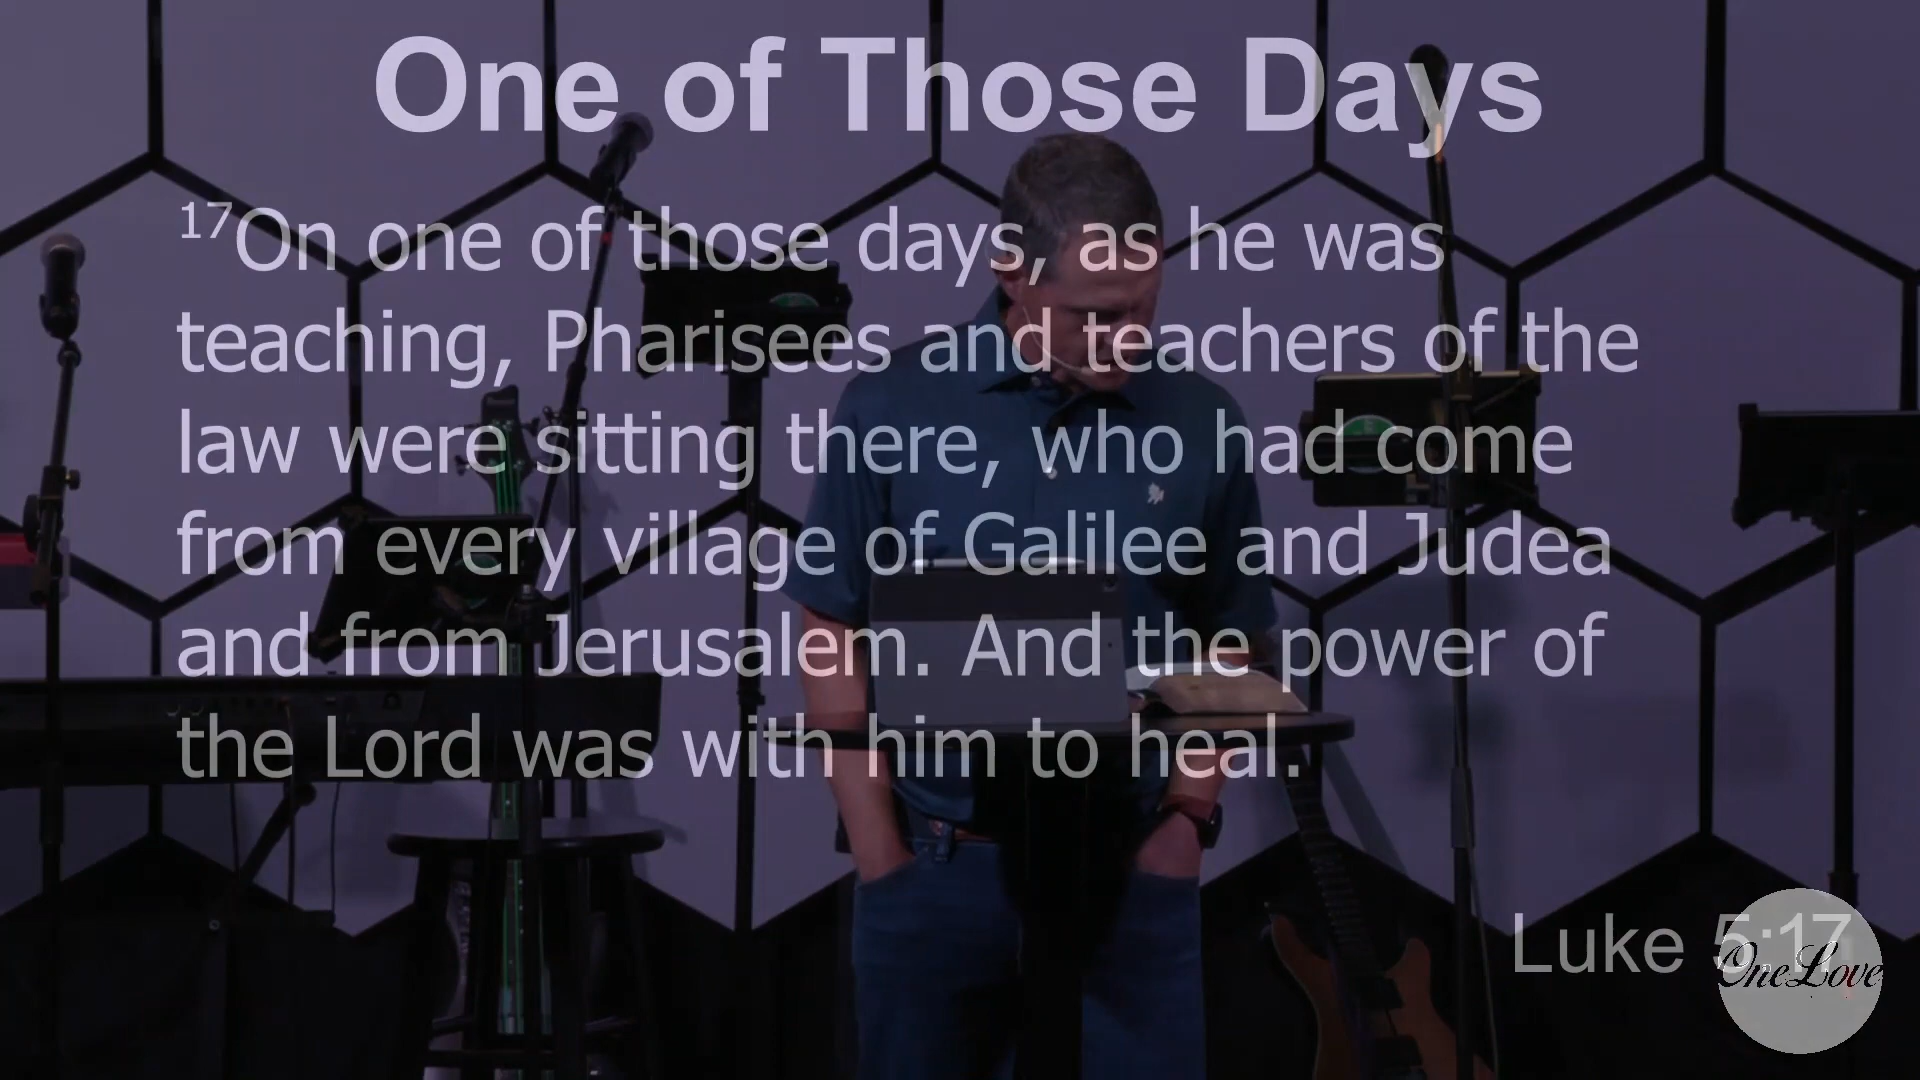 One of Those Days
17On one of those days, as he was
teaching, Pharisees and teachers of the
law were sitting there, who had come
from every village of Galilee and Judea
and from Jerusalem. And the power of
the Lord was with him to heal.
Luke 5:17
OneLove